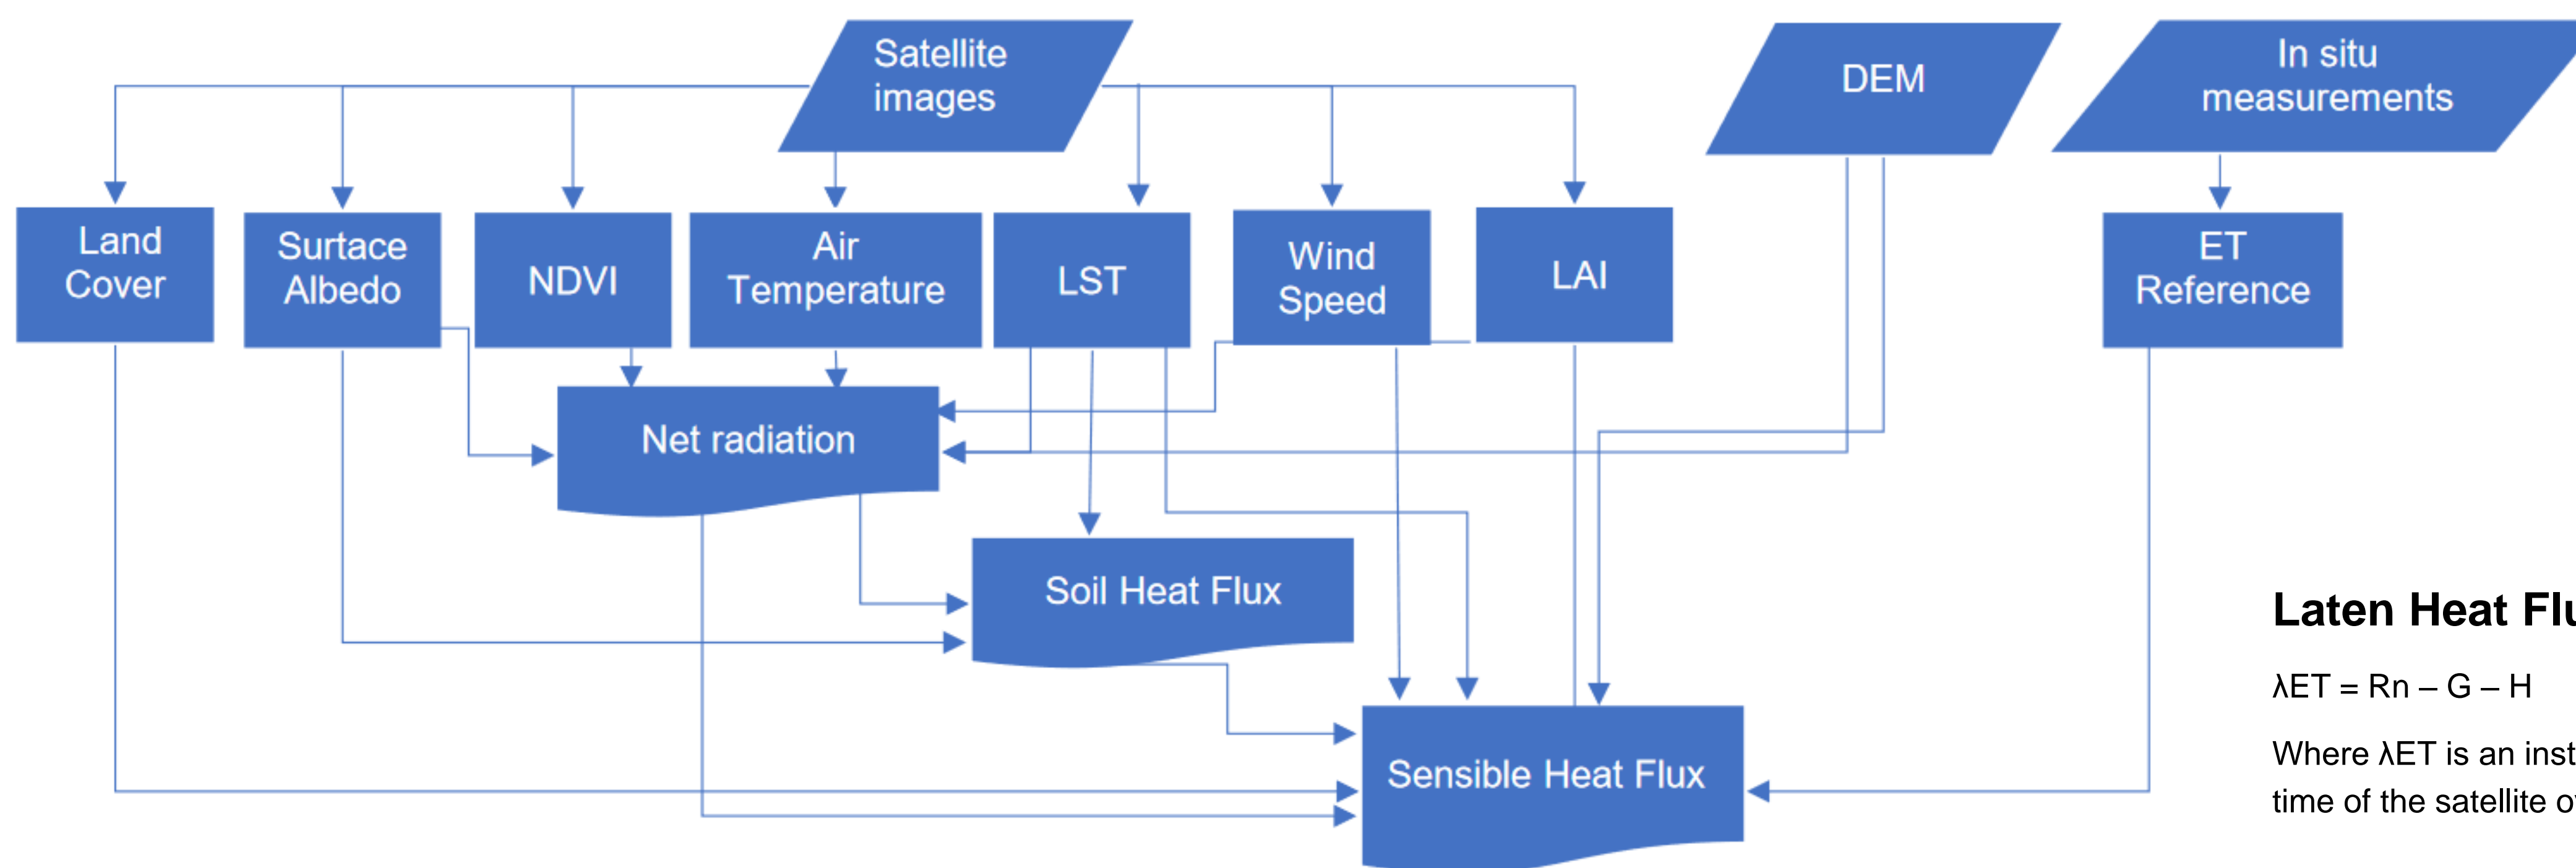 Satellite
images
DEM
In situ
measurements
Land
Cover
Surtace
Albedo
NDVI
Air
Temperature
LST
Wind
Speed
LAI
ET
Reference
Net radiation
Soil Heat Flux
Sensible Heat Flux
Laten Heat Flu
λET = Rn – G – H
Where λET is an inst
time of the satellite